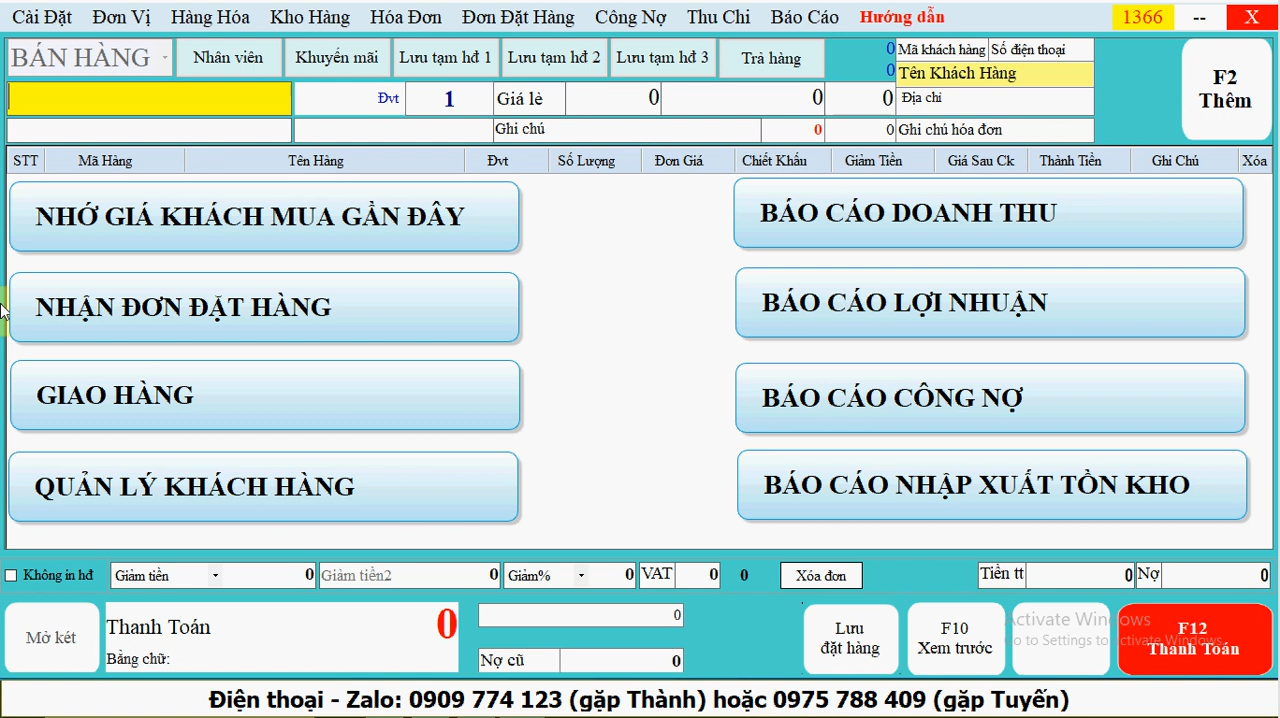 Cài Đặt Đơn Vị Hàng Hóa Kho Hàng Hóa Đơn Đơn Đặt Hàng Công Nợ Thu Chi Báo Cáo Hướng dẫn 1366 -- X
BÁN HÀNG Nhân viên Khuyến mãi Lưu tạm hđ 1 Lưu tạm hđ 2 Lưu tạm hđ 3 Trả hàng 0 Mã khách hàng Số điện thoại
0 Tên Khách Hàng
F2
Thêm
Đvt 1 Giá lẻ 0 0 0 Địa chỉ
Ghi chú 0 0 Ghi chú hóa đơn
STT Mã Hàng Tên Hàng Đvt Số Lượng Đơn Giá Chiết Khấu Giảm Tiền Giá Sau Ck Thành Tiền Ghi Chú Xóa
NHỚ GIÁ KHÁCH MUA GẦN ĐÂY
BÁO CÁO DOANH THU
NHẬN ĐƠN ĐẶT HÀNG
BÁO CÁO LỢI NHUẬN
GIAO HÀNG
BÁO CÁO CÔNG NỢ
QUẢN LÝ KHÁCH HÀNG
BÁO CÁO NHẬP XUẤT TỒN KHO
Không in hđ Giảm tiền 0 Giảm tiền2 0 Giảm% 0 VAT 0 0 Xóa đơn Tiền tt 0 Nợ 0
Mở két
Thanh Toán 0
Bằng chữ:
0
Nợ cũ 0
Lưu
đặt hàng
F10
Xem trước
Activate Windows
Go to Settings to activate Windows.
F12
Thanh Toán
Điện thoại - Zalo: 0909 774 123 (gặp Thành) hoặc 0975 788 409 (gặp Tuyến)